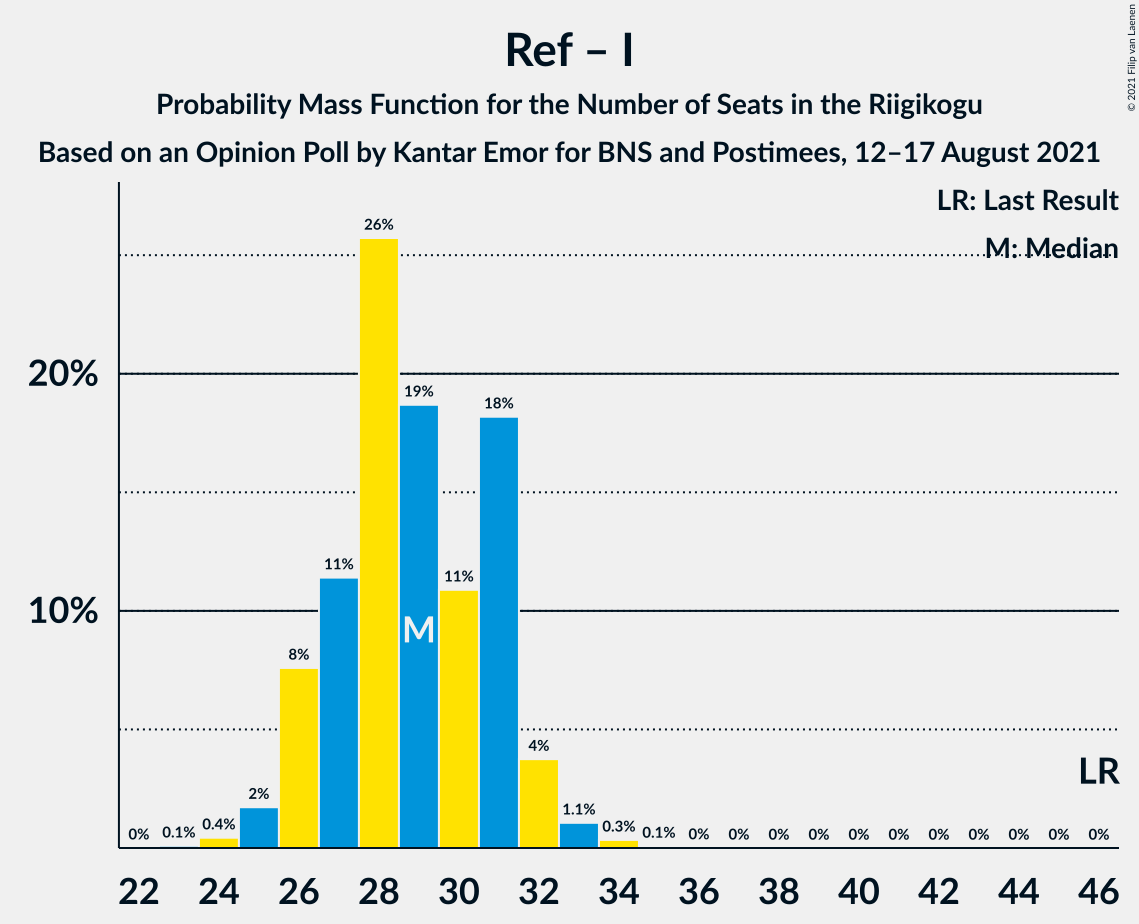 Ref – I
Probability Mass Function for the Number of Seats in the Riigikogu
Based on an Opinion Poll by Kantar Emor for BNS and Postimees, 12–17 August 2021
© 2021 Filip van Laenen
LR: Last Result
M: Median
26%
20%
19%
18%
11%
11%
10%
M
8%
4%
LR
2%
1.1%
0% 0.1% 0.4% 0.3% 0.1% 0% 0% 0% 0% 0% 0% 0% 0% 0% 0% 0%
22 24 26 28 30 32 34 36 38 40 42 44 46